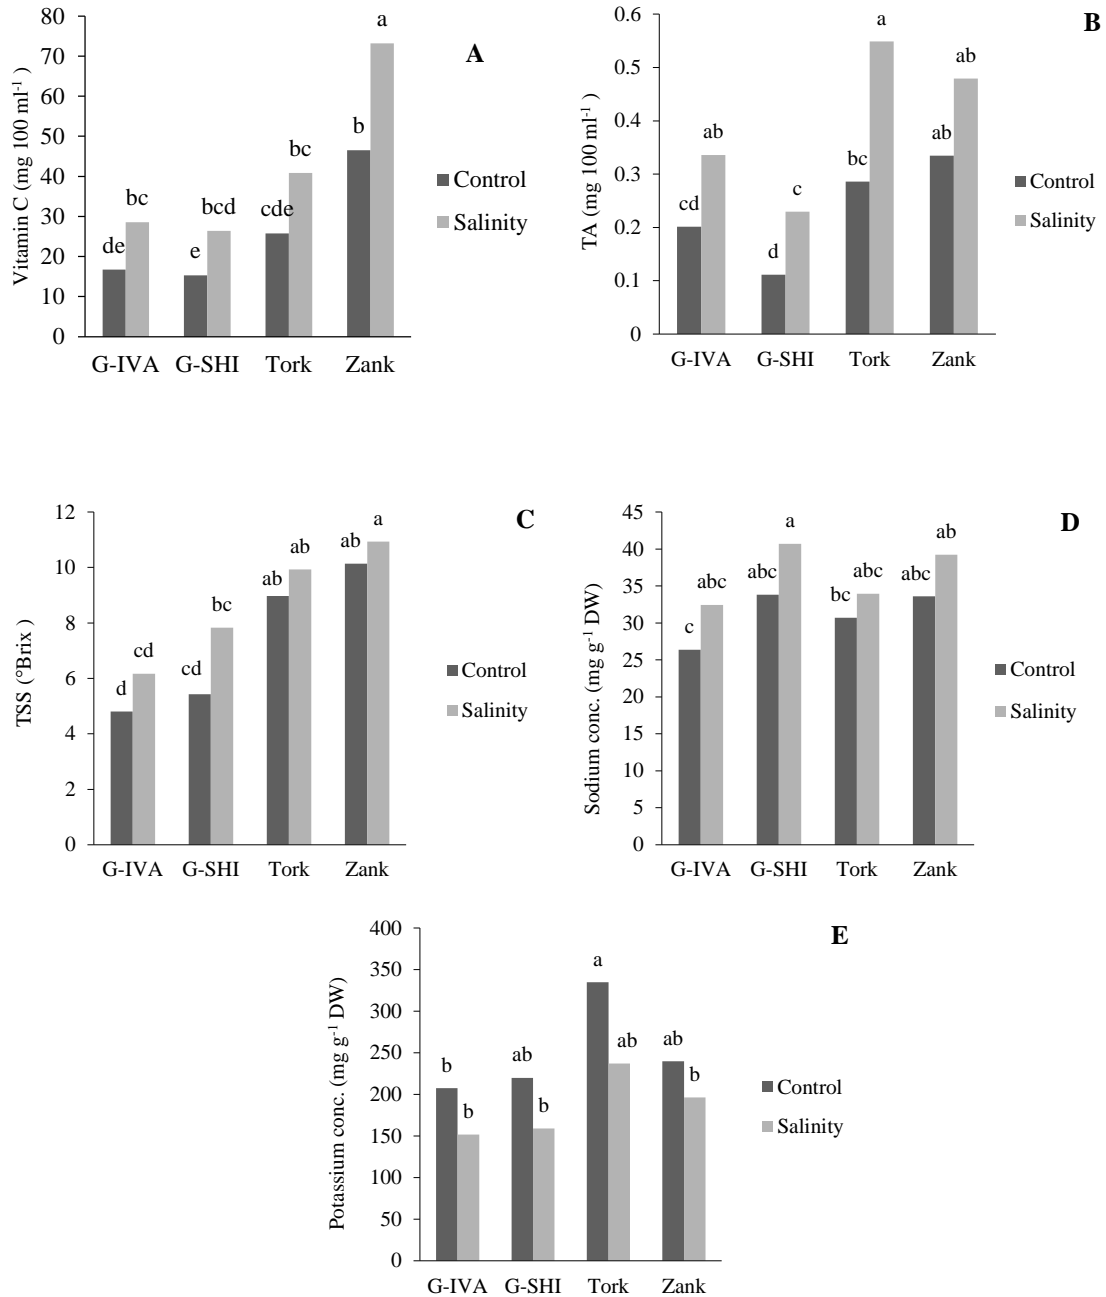 A
Vitamin C (mg 100 ml⁻¹ )
80
70
60
50
40
30
20
10
0
de
bc
e
bcd
cde
bc
b
a
G-IVA G-SHI Tork Zank
Control
Salinity
B
TA (mg 100 ml⁻¹ )
0.6
0.5
0.4
0.3
0.2
0.1
0
cd
ab
d
c
bc
a
ab
ab
G-IVA G-SHI Tork Zank
Control
Salinity
C
TSS (°Brix )
12
10
8
6
4
2
0
d
cd
cd
bc
ab
ab
ab
a
G-IVA G-SHI Tork Zank
Control
Salinity
D
Sodium conc. (mg g⁻¹ DW)
45
40
35
30
25
20
15
10
5
0
c
abc
abc
a
bc
abc
abc
ab
G-IVA G-SHI Tork Zank
Control
Salinity
E
Potassium conc. (mg g⁻¹ DW)
400
350
300
250
200
150
100
50
0
b
b
ab
b
a
ab
ab
b
G-IVA G-SHI Tork Zank
Control
Salinity